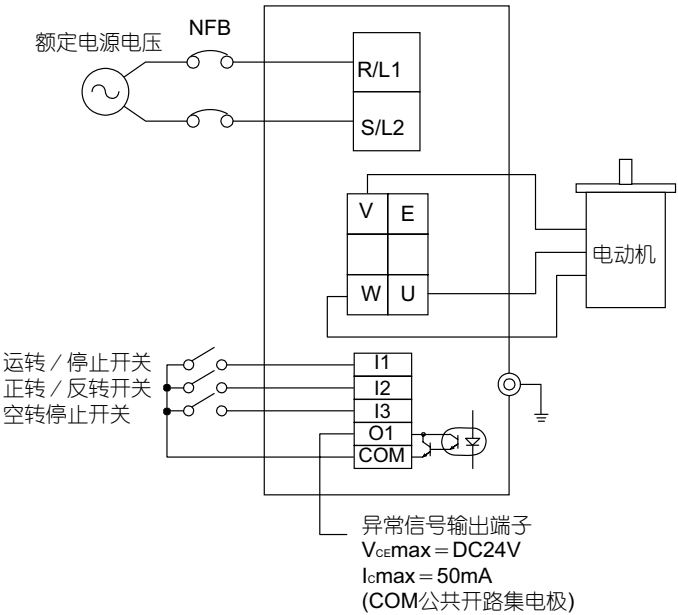 额定电源电压
NFB
R/L1
S/L2
V
E
W
U
电动机
运转／停止开关
正转／反转开关
空转停止开关
I1
I2
I3
O1
COM
异常信号输出端子
VCEmax＝DC24V
Icmax＝50mA
(COM公共开路集电极)